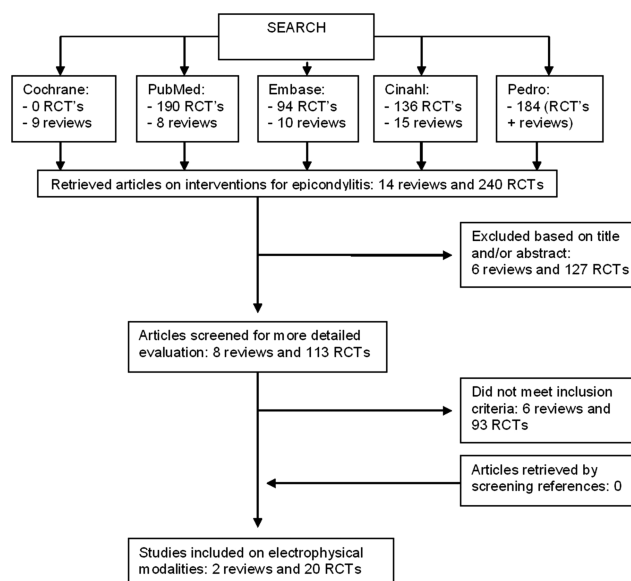 SEARCH
Cochrane:
- 0 RCT's
- 9 reviews
PubMed:
- 190 RCT's
- 8 reviews
Embase:
- 94 RCT's
- 10 reviews
Cinahl:
- 136 RCT's
- 15 reviews
Pedro:
- 184 (RCT's
+ reviews)
Retrieved articles on interventions for epicondylitis: 14 reviews and 240 RCTs
Excluded based on title
and/or abstract:
6 reviews and 127 RCTs
Articles screened for more detailed
evaluation: 8 reviews and 113 RCTs
Did not meet inclusion
criteria: 6 reviews and
93 RCTs
Articles retrieved by
screening references: 0
Studies included on electrophysical
modalities: 2 reviews and 20 RCTs